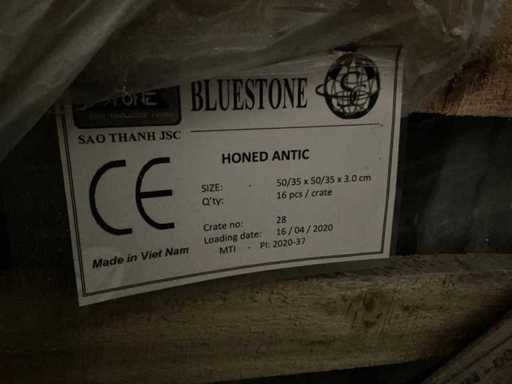 BLUESTONE
SAO THANH JSC
HONED ANTIC
CE
SIZE: 50/35 x 50/35 x 3.0 cm
Q'ty: 16 pcs / crate
Crate no: 28
Loading date: 16 / 04 / 2020
MTI - PI: 2020-37
Made in Viet Nam